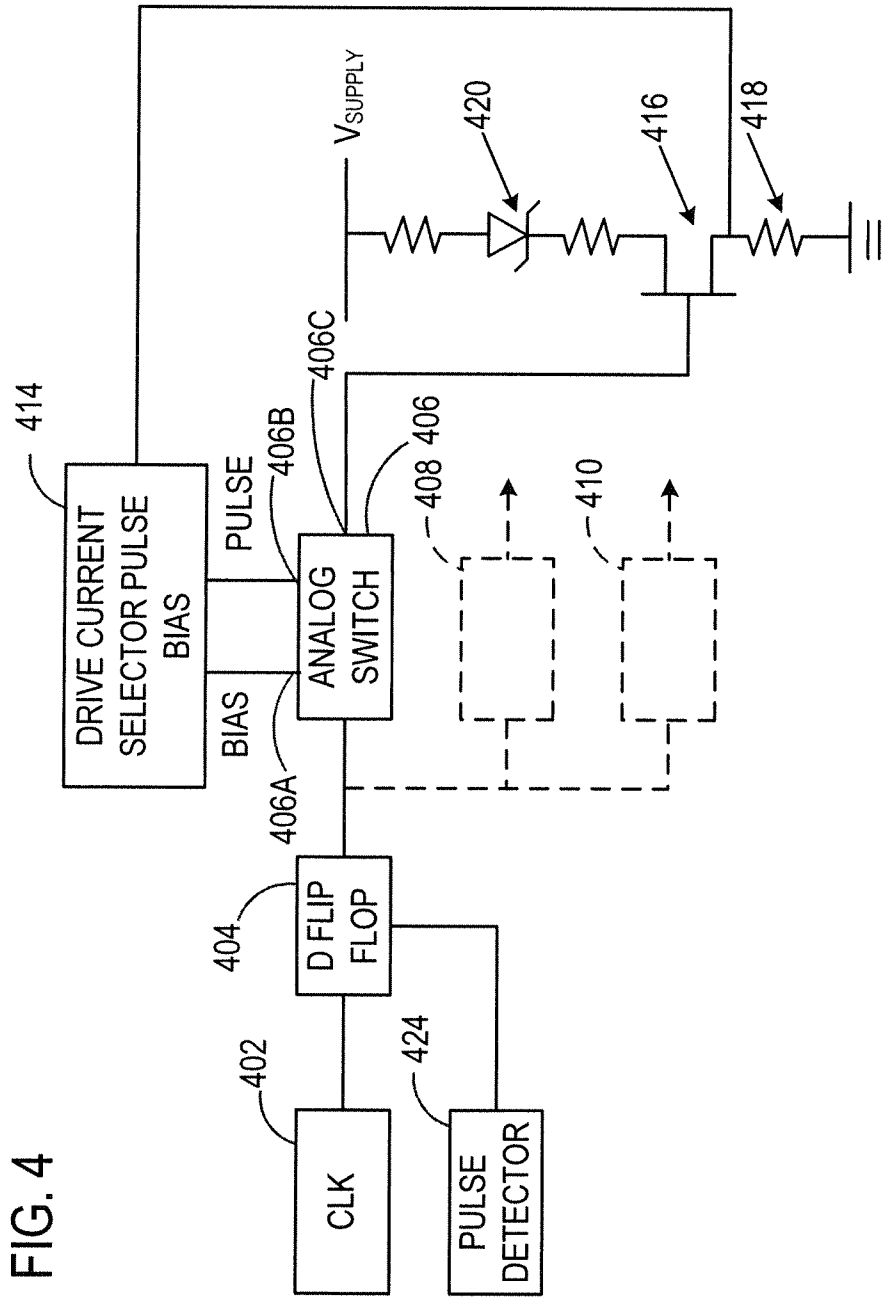 FIG. 4
402
CLK
424
PULSE
DETECTOR
404
D FLIP
FLOP
414
DRIVE CURRENT
SELECTOR PULSE
BIAS
BIAS
PULSE
406A
406B
406C
ANALOG
SWITCH
406
408
410
VSUPPLY
420
416
418